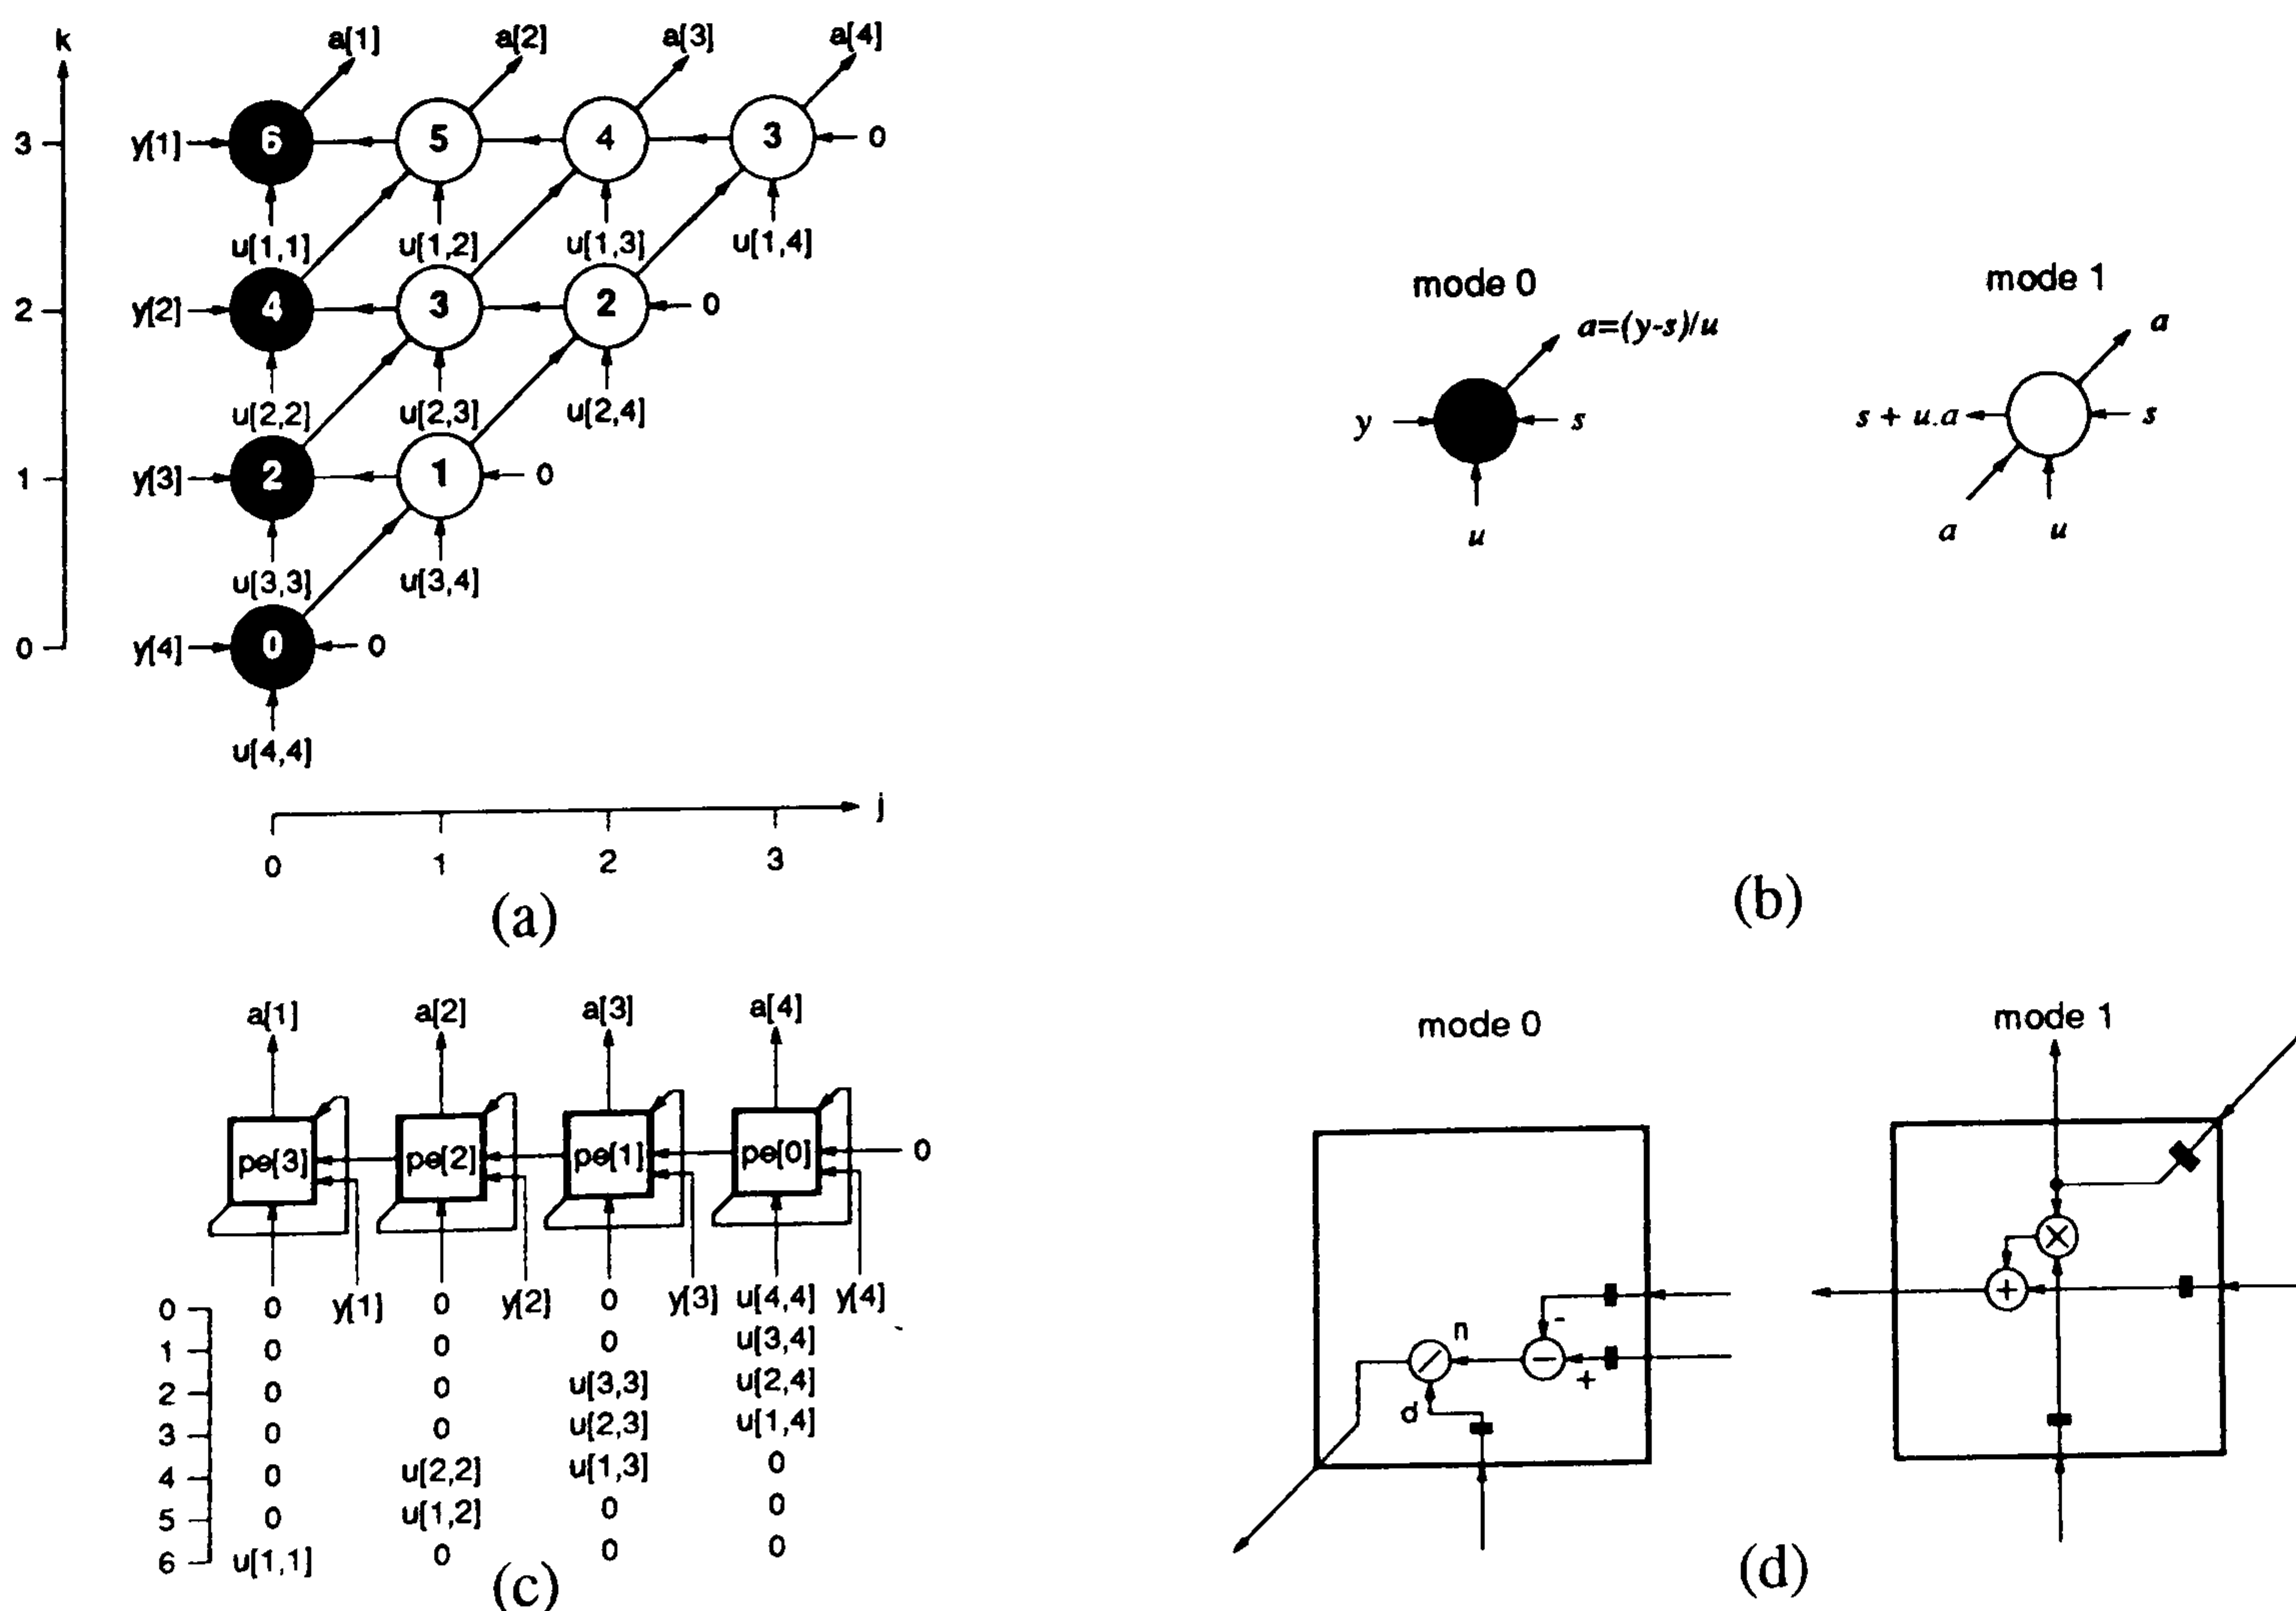 k
a[1] a[2] a[3] a[4]
3 y[1] 6 5 4 3 0
u[1,1] u[1,2] u[1,3] u[1,4]
2 y[2] 4 3 2 0
u[2,2] u[2,3] u[2,4]
1 y[3] 2 1 0
u[3,3] u[3,4]
0 y[4] 0 0
u[4,4]
j
0 1 2 3
(a)
mode 0 mode 1
a=(y-s)/u a
y s s + u.a s
u a u
(b)
a[1] a[2] a[3] a[4]
pe[3] pe[2] pe[1] pe[0] 0
0 0 y[1] 0 y[2] 0 y[3] u[4,4] y[4]
1 0 0 0 u[3,4]
2 0 0 u[3,3] u[2,4]
3 0 0 u[2,3] u[1,4]
4 0 u[2,2] u[1,3] 0
5 0 u[1,2] 0 0
6 u[1,1] 0 0 0
(c)
mode 0 mode 1
n - + d
− / × +
(d)